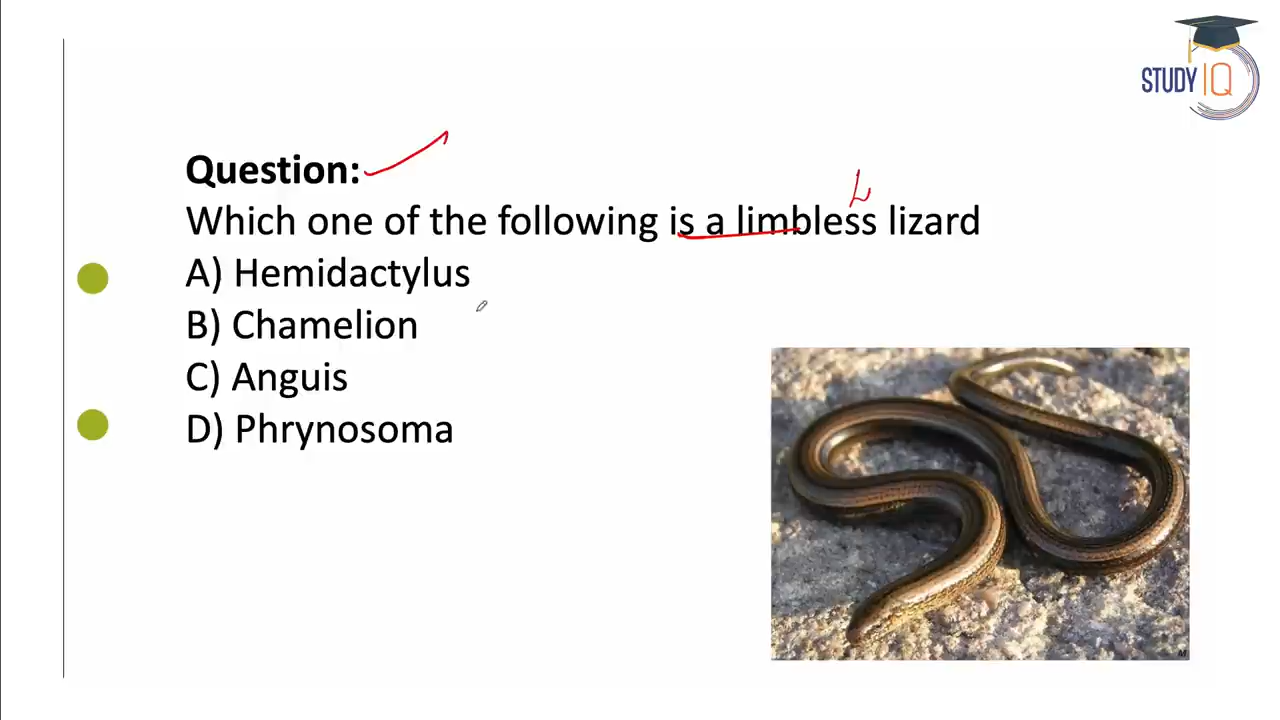 STUDY IQ
Question:
Which one of the following is a limbless lizard
A) Hemidactylus
B) Chamelion
C) Anguis
D) Phrynosoma